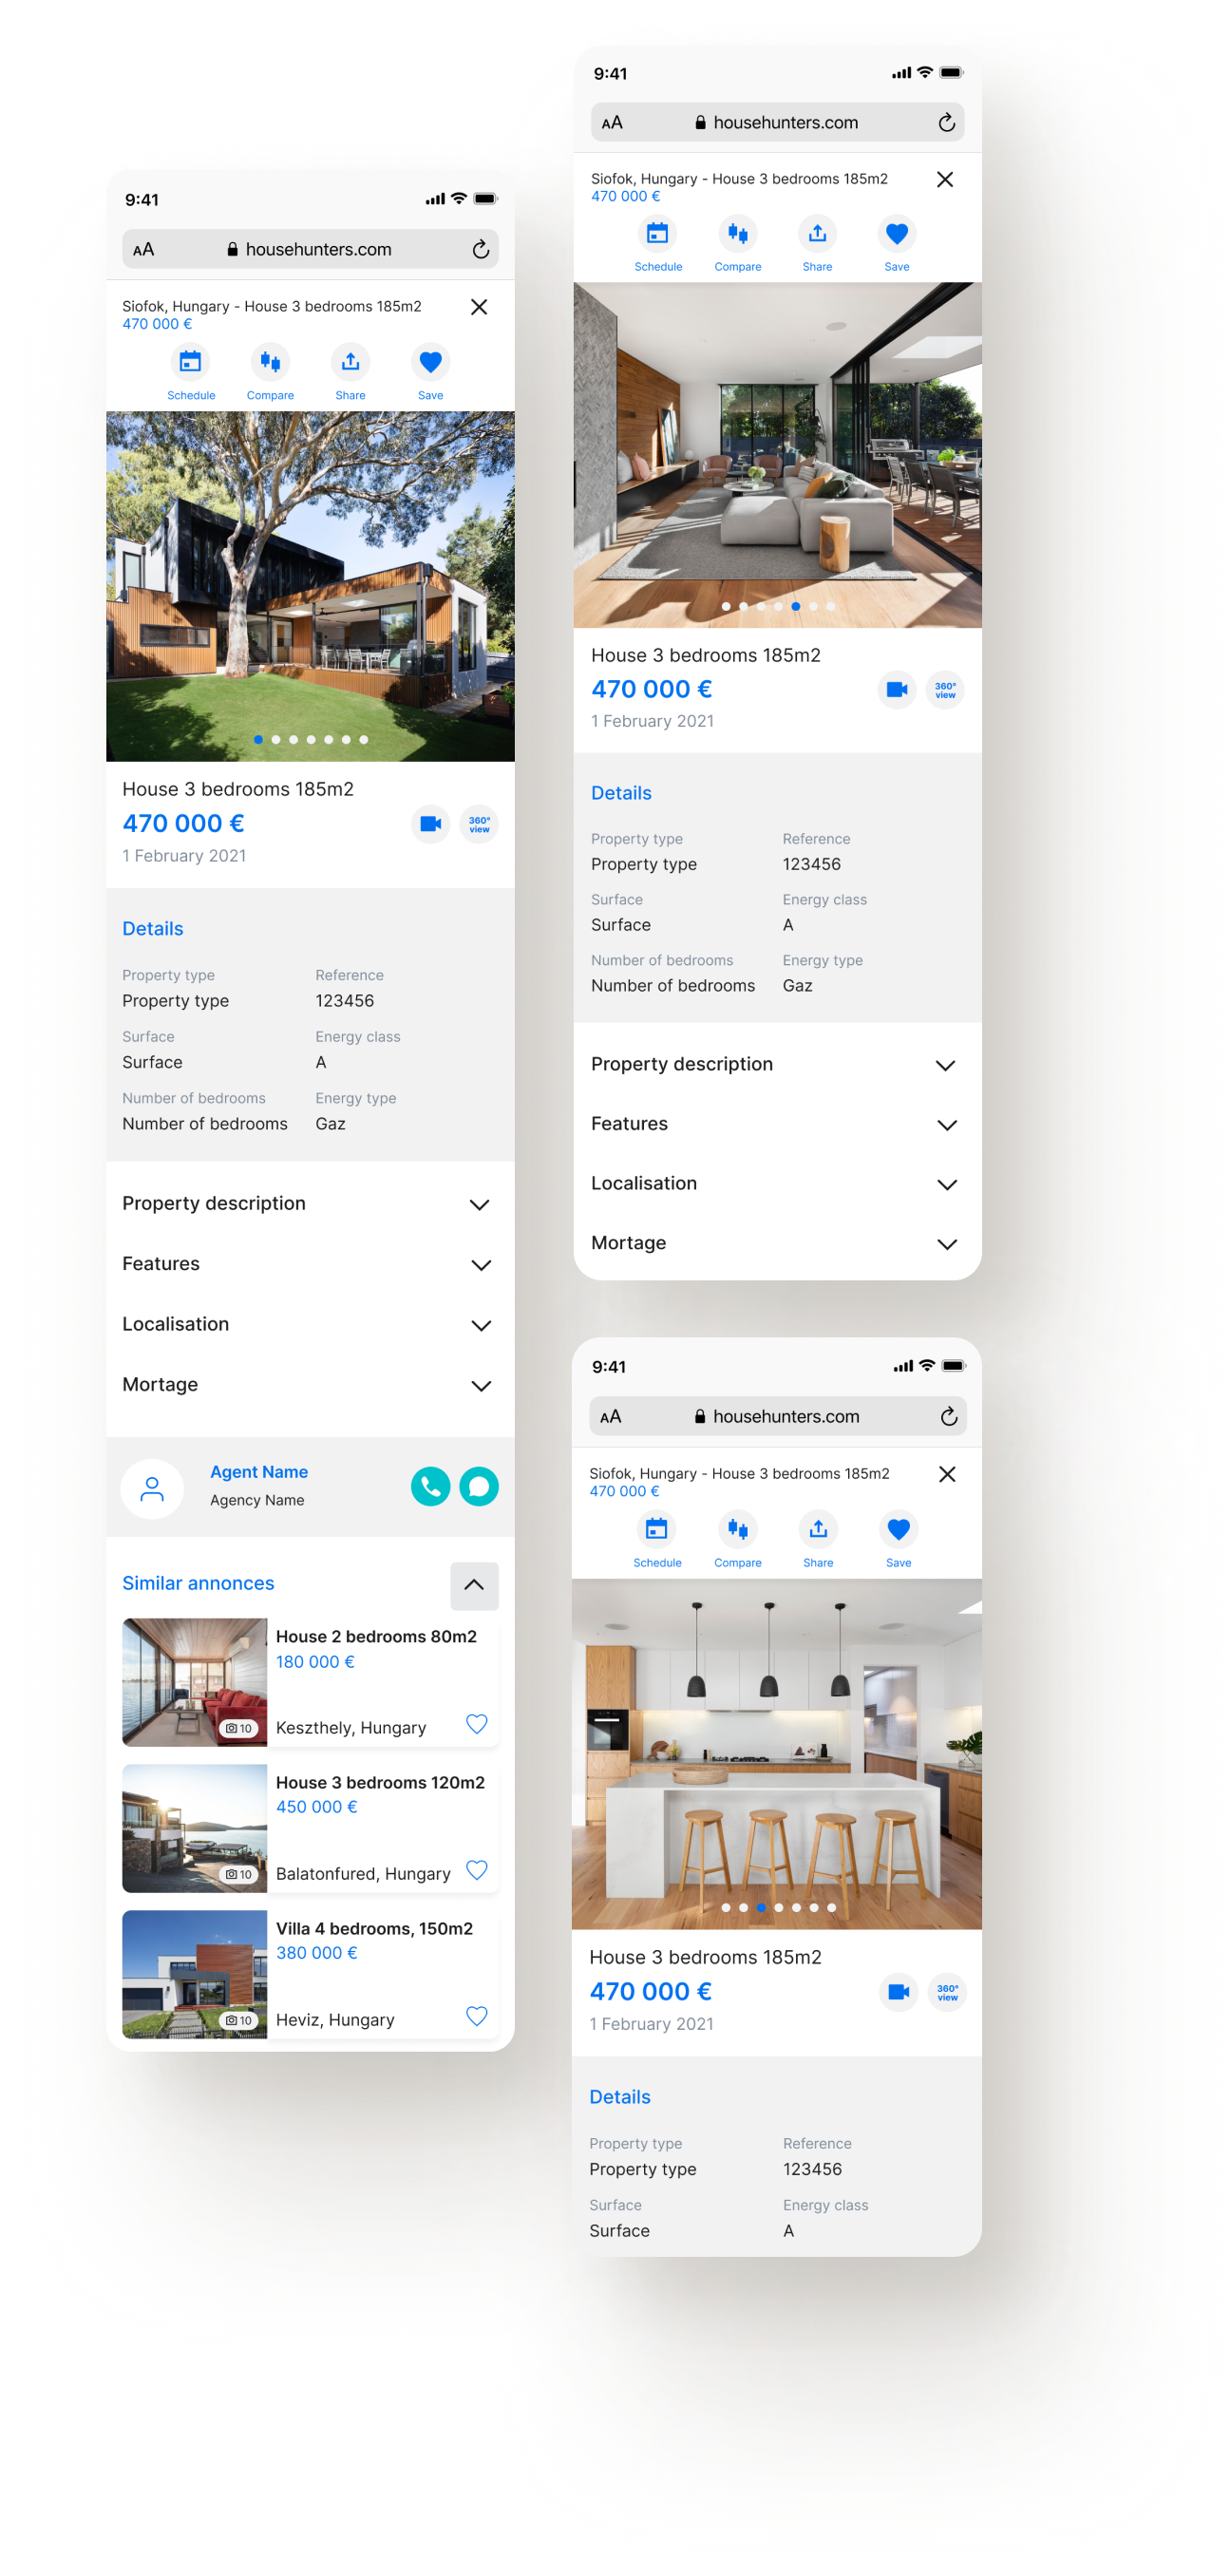 9:41
AA househunters.com
Siofok, Hungary - House 3 bedrooms 185m2
470 000 €
Schedule Compare Share Save
House 3 bedrooms 185m2
470 000 €
360° view
1 February 2021
Details
Property type Reference
Property type 123456
Surface Energy class
Surface A
Number of bedrooms Energy type
Number of bedrooms Gaz
Property description
Features
Localisation
Mortage
Agent Name
Agency Name
Similar annonces
House 2 bedrooms 80m2
180 000 €
10 Keszthely, Hungary
House 3 bedrooms 120m2
450 000 €
10 Balatonfured, Hungary
Villa 4 bedrooms, 150m2
380 000 €
10 Heviz, Hungary
9:41
AA househunters.com
Siofok, Hungary - House 3 bedrooms 185m2
470 000 €
Schedule Compare Share Save
House 3 bedrooms 185m2
470 000 €
360° view
1 February 2021
Details
Property type Reference
Property type 123456
Surface Energy class
Surface A
Number of bedrooms Energy type
Number of bedrooms Gaz
Property description
Features
Localisation
Mortage
9:41
AA househunters.com
Siofok, Hungary - House 3 bedrooms 185m2
470 000 €
Schedule Compare Share Save
House 3 bedrooms 185m2
470 000 €
360° view
1 February 2021
Details
Property type Reference
Property type 123456
Surface Energy class
Surface A